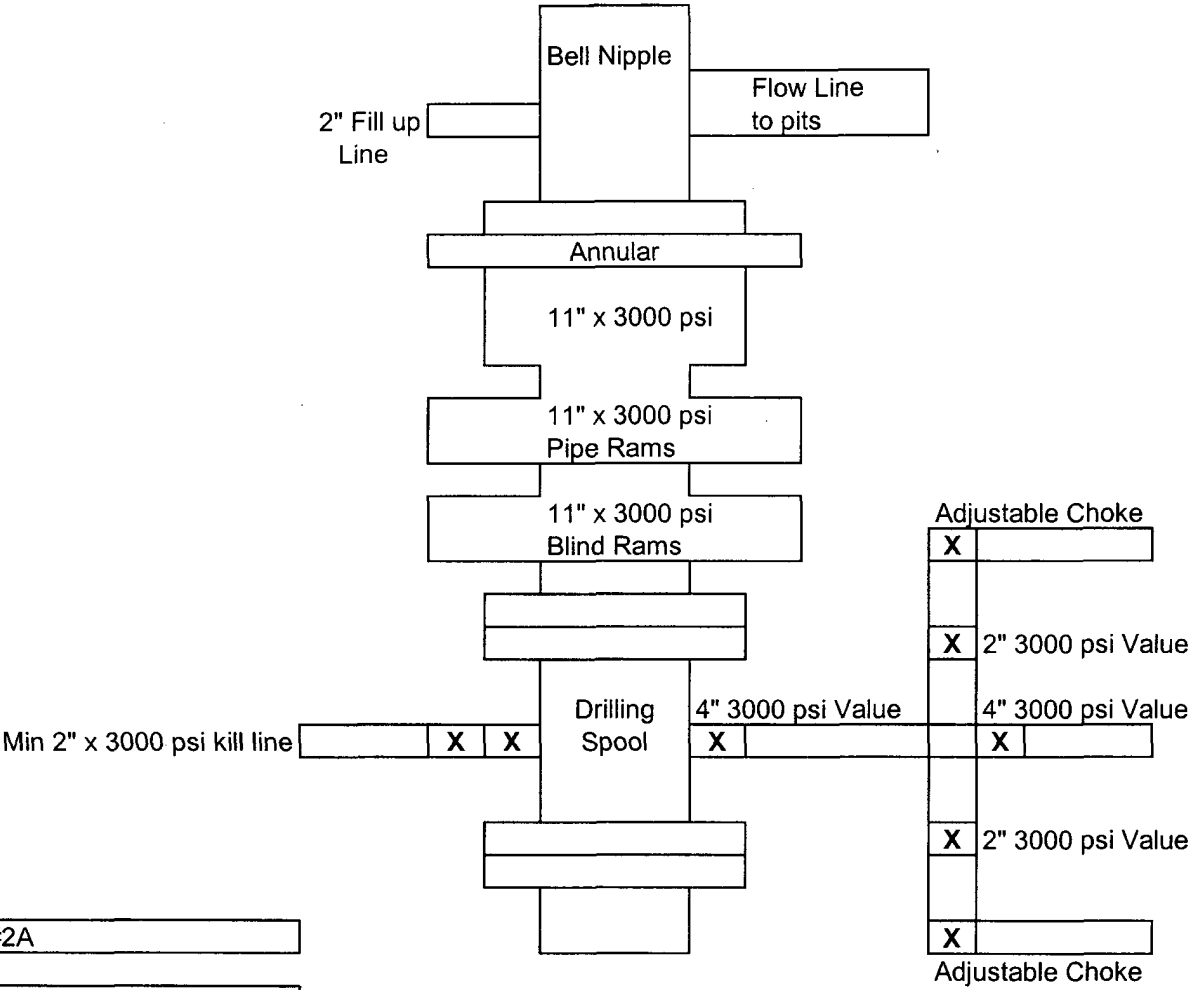 Bell Nipple
Flow Line
to pits
2" Fill up
Line
Annular
11" x 3000 psi
11" x 3000 psi
Pipe Rams
11" x 3000 psi
Blind Rams
Adjustable Choke
X
X 2" 3000 psi Value
Drilling
Spool
4" 3000 psi Value
4" 3000 psi Value
Min 2" x 3000 psi kill line
X X
X
X
X 2" 3000 psi Value
2A
X
Adjustable Choke